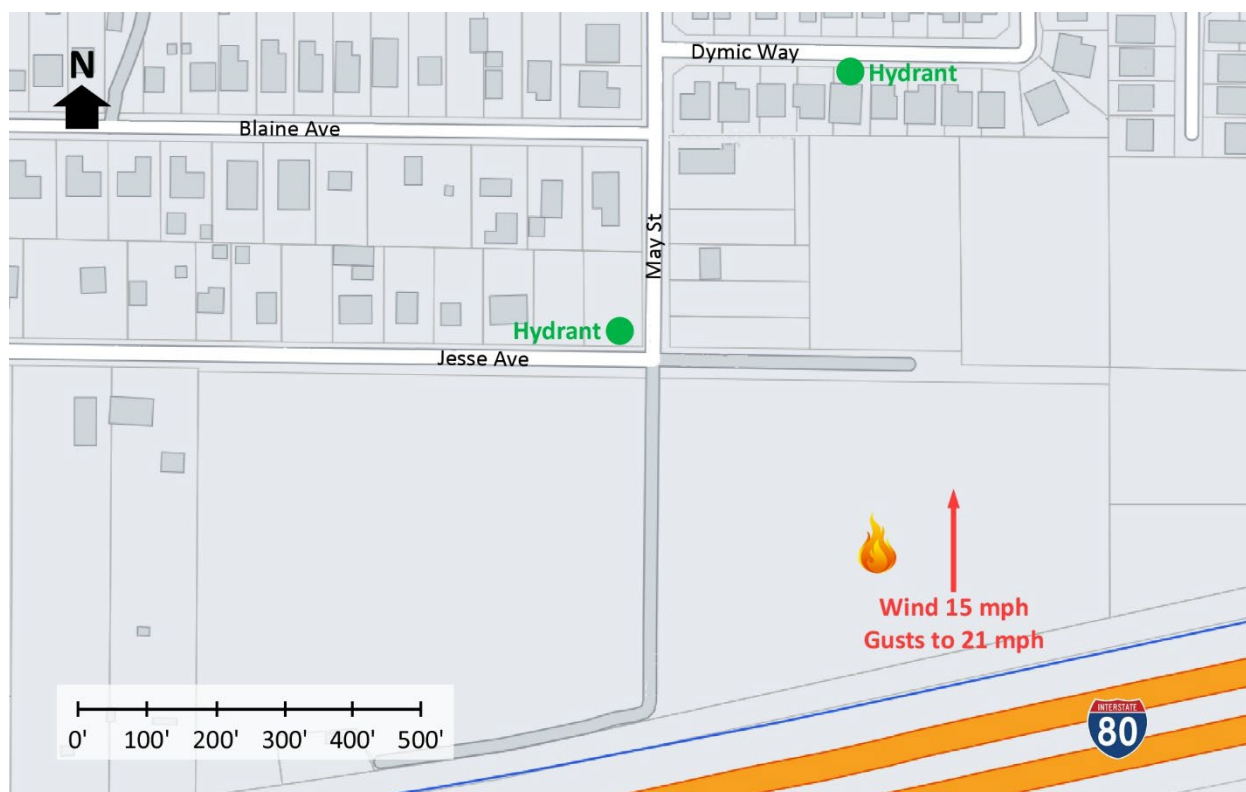 Dymic Way
N
Hydrant
Blaine Ave
May St
Hydrant
Jesse Ave
Wind 15 mph
Gusts to 21 mph
0' 100' 200' 300' 400' 500'
INTERSTATE
80